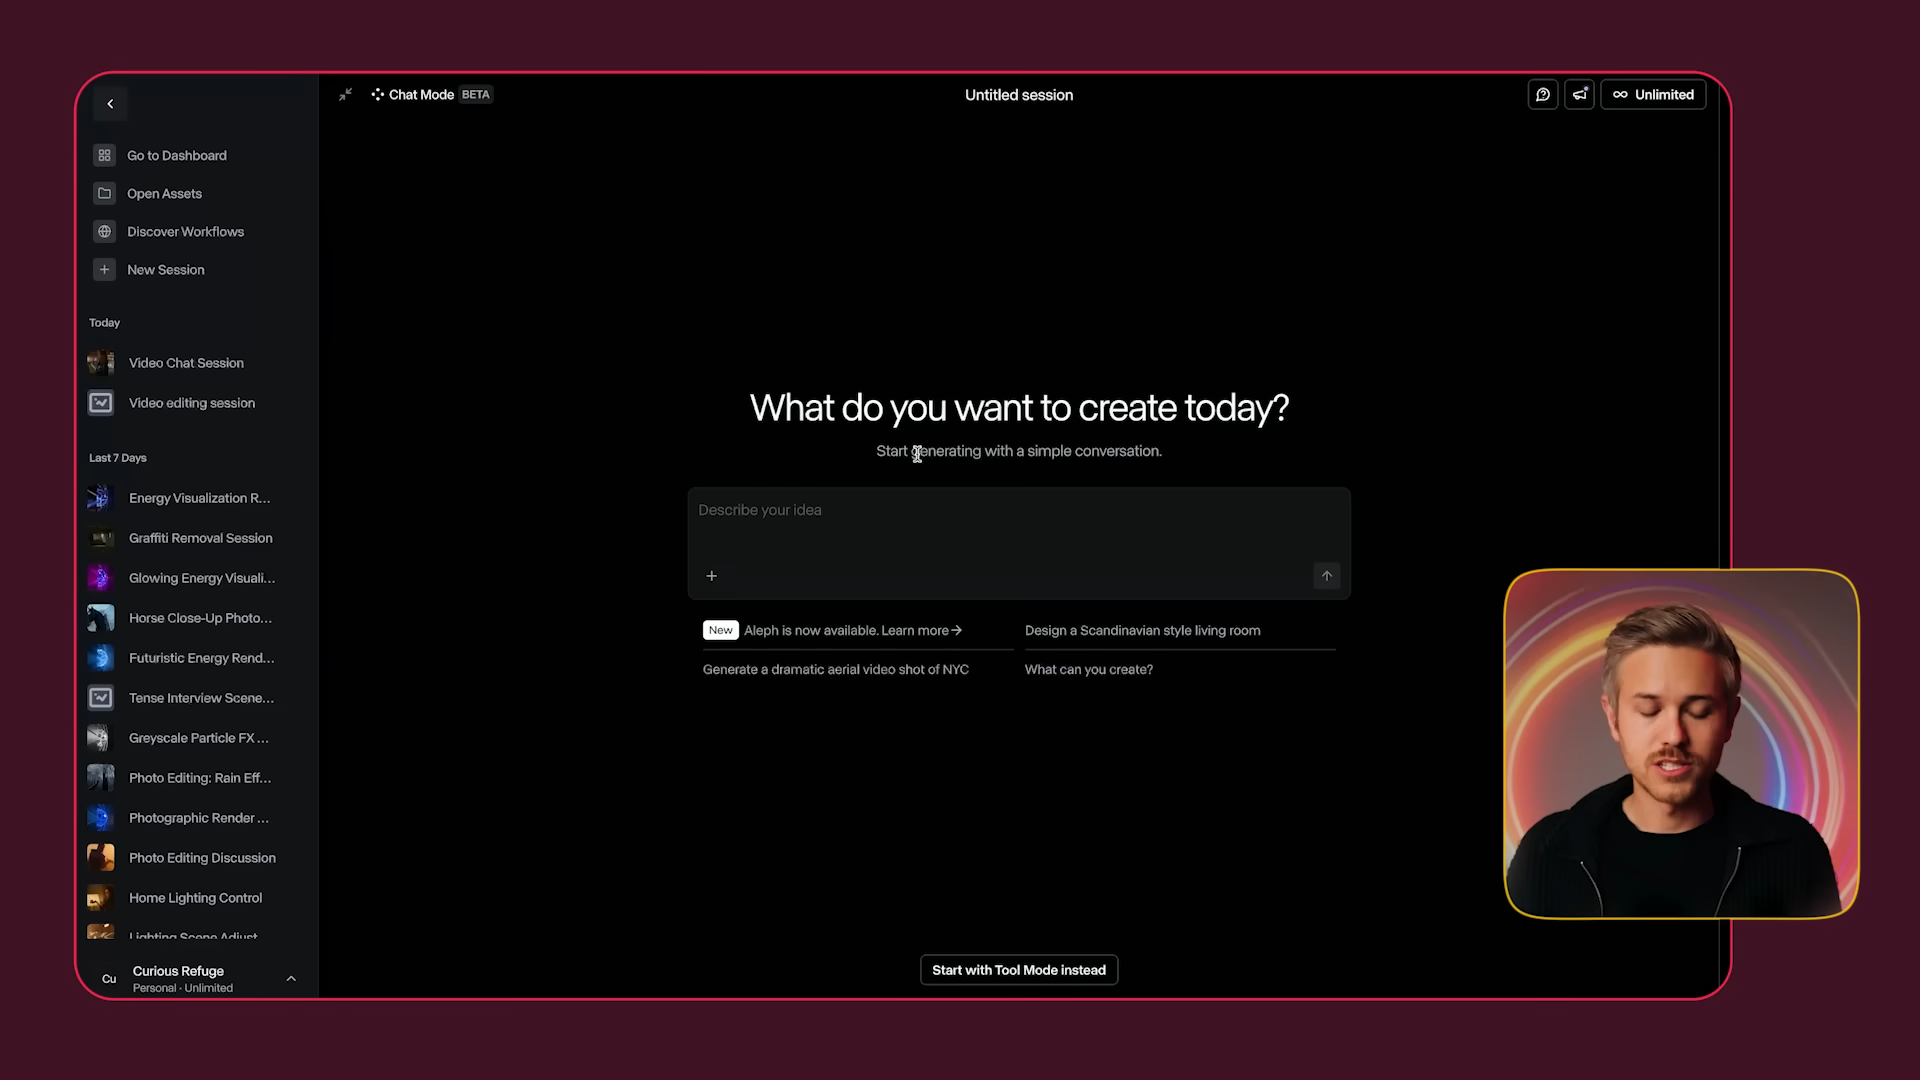 Chat Mode BETA
Untitled session
Unlimited
Go to Dashboard
Open Assets
Discover Workflows
New Session
Today
Video Chat Session
Video editing session
Last 7 Days
Energy Visualization R...
Graffiti Removal Session
Glowing Energy Visuali...
Horse Close-Up Photo...
Futuristic Energy Rend...
Tense Interview Scene...
Greyscale Particle FX ...
Photo Editing: Rain Eff...
Photographic Render ...
Photo Editing Discussion
Home Lighting Control
Lighting Scene Adjust
Cu
Curious Refuge
Personal - Unlimited
What do you want to create today?
Start generating with a simple conversation.
Describe your idea
New Aleph is now available. Learn more→
Design a Scandinavian style living room
Generate a dramatic aerial video shot of NYC
What can you create?
Start with Tool Mode instead